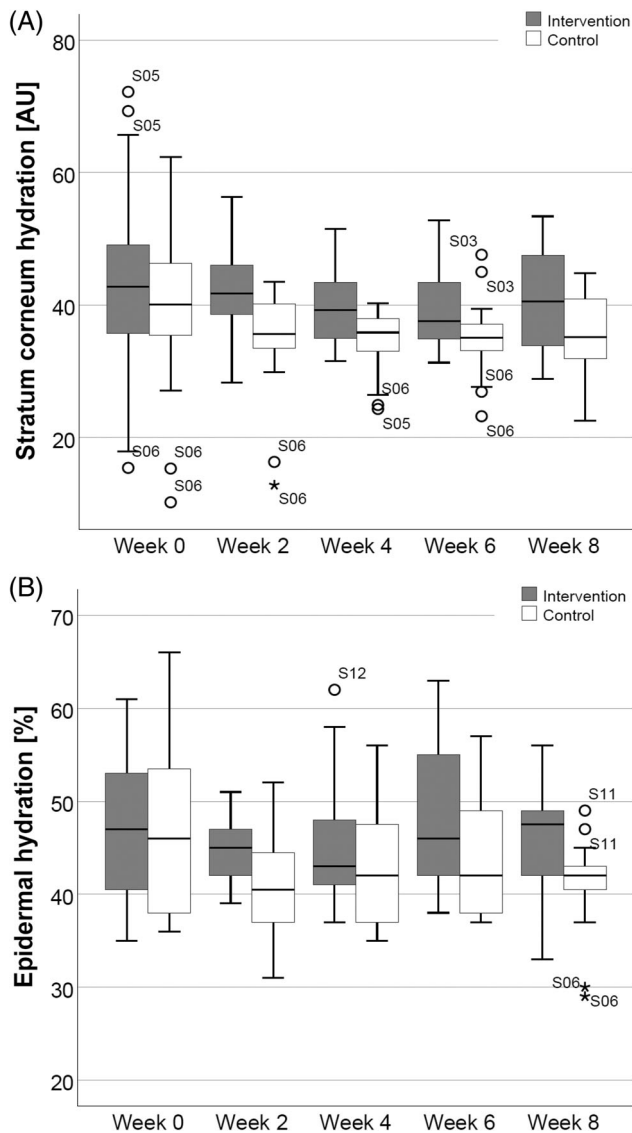 (A)
Intervention
Control
Stratum corneum hydration [AU]
80
60
40
20
S05
S05
S06
S06
S06
S06
S06
S06
S05
S03
S03
S06
S06
Week 0 Week 2 Week 4 Week 6 Week 8
(B)
Intervention
Control
Epidermal hydration [%]
70
60
50
40
30
20
S12
S11
S11
S06
S06
Week 0 Week 2 Week 4 Week 6 Week 8